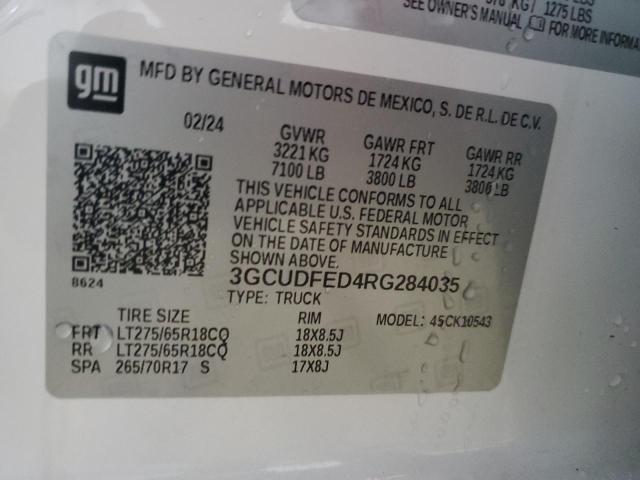 KG / 1275 LBS
SEE OWNER'S MANUAL FOR MORE INFORMA
gm
MFD BY GENERAL MOTORS DE MEXICO, S. DE R.L. DE C.V.
02/24 GVWR GAWR FRT GAWR RR
3221 KG 1724 KG 1724 KG
7100 LB 3800 LB 3800 LB
THIS VEHICLE CONFORMS TO ALL
APPLICABLE U.S. FEDERAL MOTOR
VEHICLE SAFETY STANDARDS IN EFFECT
ON THE DATE OF MANUFACTURE
SHOWN ABOVE.
3GCUDFED4RG284035
8624
TYPE: TRUCK
TIRE SIZE RIM MODEL: 45CK10543
FRT LT275/65R18CQ 18X8.5J
RR LT275/65R18CQ 18X8.5J
SPA 265/70R17 S 17X8J